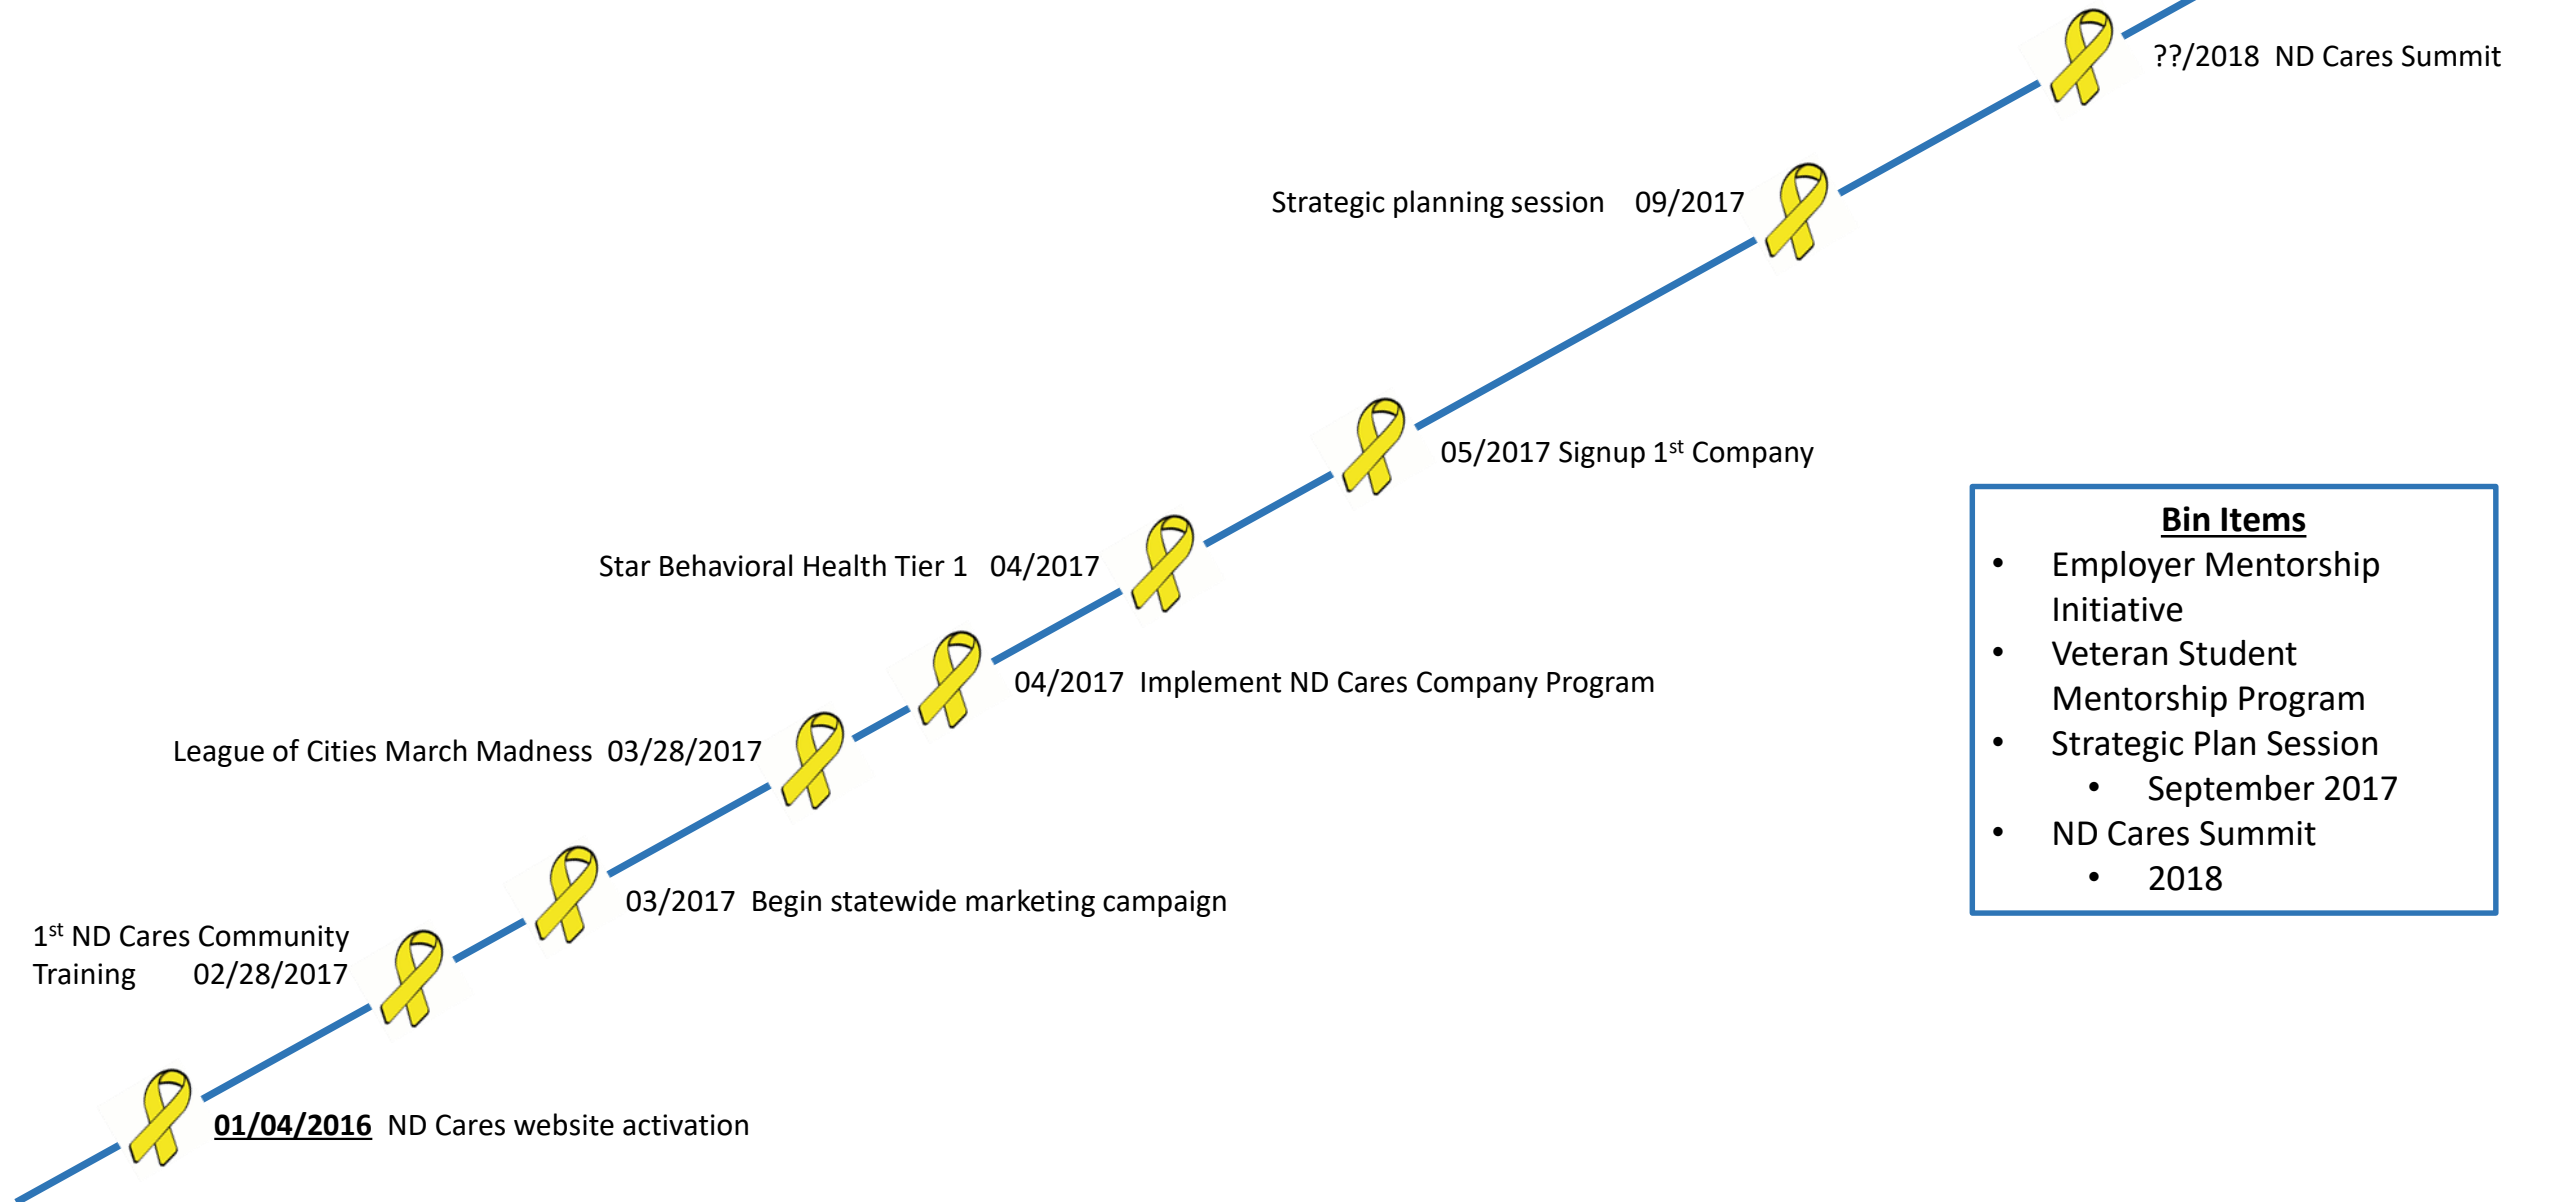 ??/2018 ND Cares Summit
Strategic planning session 09/2017
05/2017 Signup 1st Company
Star Behavioral Health Tier 1 04/2017
04/2017 Implement ND Cares Company Program
League of Cities March Madness 03/28/2017
03/2017 Begin statewide marketing campaign
1st ND Cares Community
Training 02/28/2017
01/04/2016 ND Cares website activation
Bin Items
• Employer Mentorship
Initiative
• Veteran Student
Mentorship Program
• Strategic Plan Session
• September 2017
• ND Cares Summit
• 2018